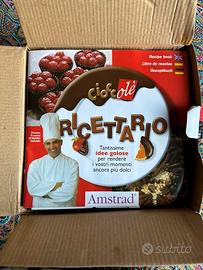 Recipe book
Libro de recetas
Rezeptbuch
CiocColè
RICETTARIO
Tantissime
idee golose
per rendere
i vostri momenti
ancora più dolci
Amstrad
subito